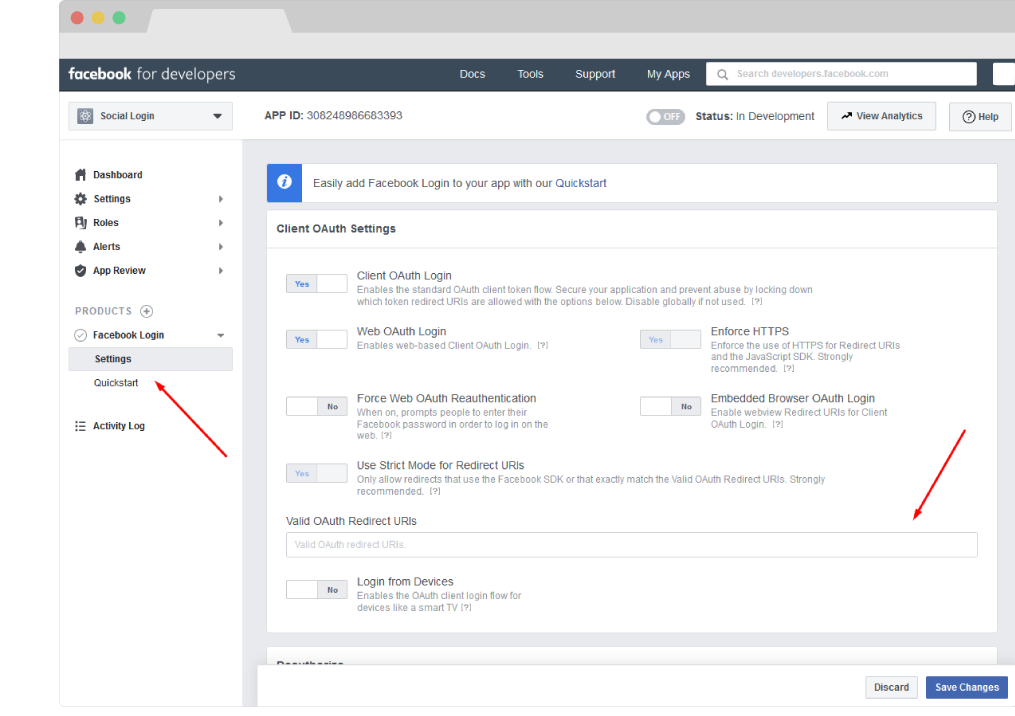 facebook for developers
Docs
Tools
Support
My Apps
Search developers.facebook.com
Social Login
APP ID: 308248986683393
OFF
Status: In Development
View Analytics
Help
Dashboard
Settings
Roles
Alerts
App Review
PRODUCTS
Facebook Login
Settings
Quickstart
Activity Log
Easily add Facebook Login to your app with our Quickstart
Client OAuth Settings
Yes
Client OAuth Login
Enables the standard OAuth client token flow. Secure your application and prevent abuse by locking down
which token redirect URIs are allowed with the options below. Disable globally if not used. [?]
Yes
Web OAuth Login
Enables web-based Client OAuth Login. [?]
Yes
Enforce HTTPS
Enforce the use of HTTPS for Redirect URIs
and the JavaScript SDK. Strongly
recommended. [?]
No
Force Web OAuth Reauthentication
When on, prompts people to enter their
Facebook password in order to log in on the
web. [?]
No
Embedded Browser OAuth Login
Enable webview Redirect URIs for Client
OAuth Login. [?]
Yes
Use Strict Mode for Redirect URIs
Only allow redirects that use the Facebook SDK or that exactly match the Valid OAuth Redirect URIs. Strongly
recommended. [?]
Valid OAuth Redirect URIs
Valid OAuth redirect URIs.
No
Login from Devices
Enables the OAuth client login flow for
devices like a smart TV [?]
Discard
Save Changes